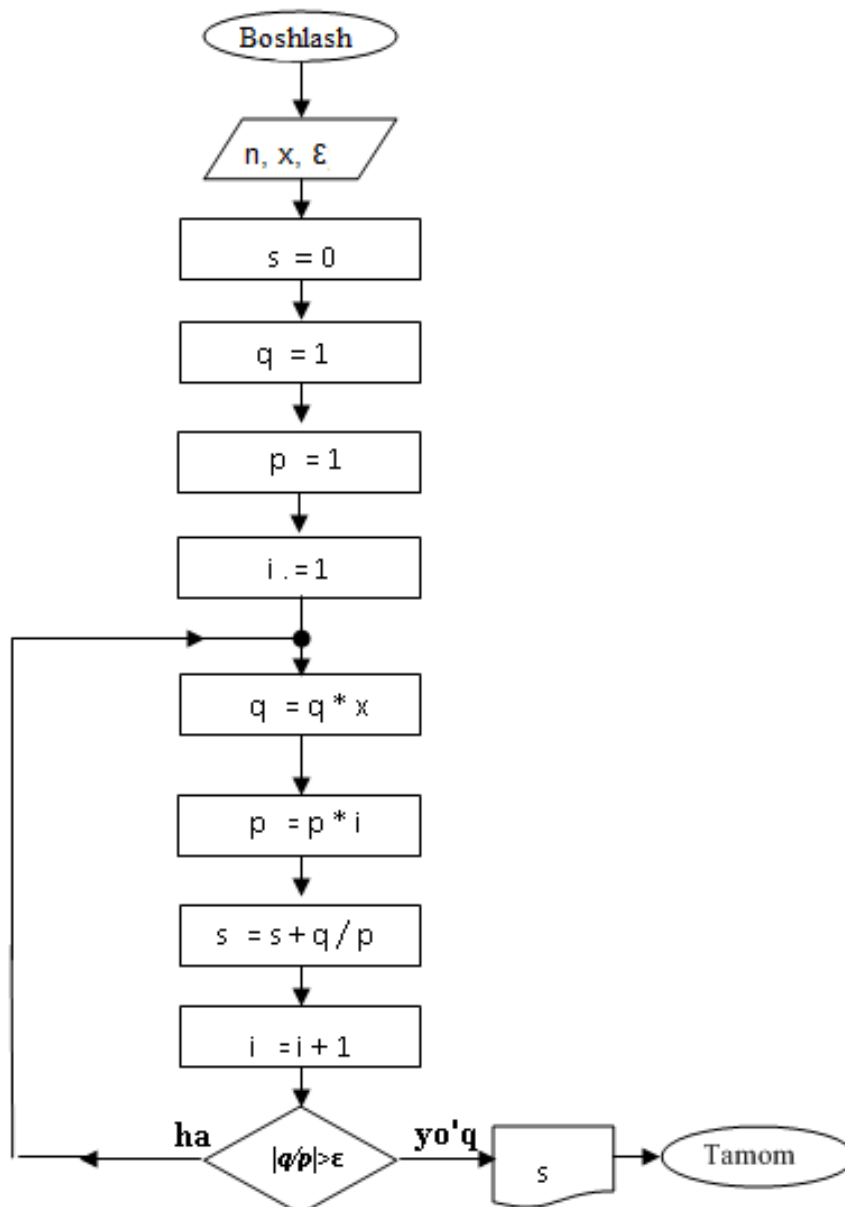 Boshlash
n, x, Ɛ
s = 0
q = 1
p = 1
i .= 1
q = q * x
p = p * i
s = s + q / p
i = i + 1
ha
|q/p|>ε
yo'q
s
Tamom